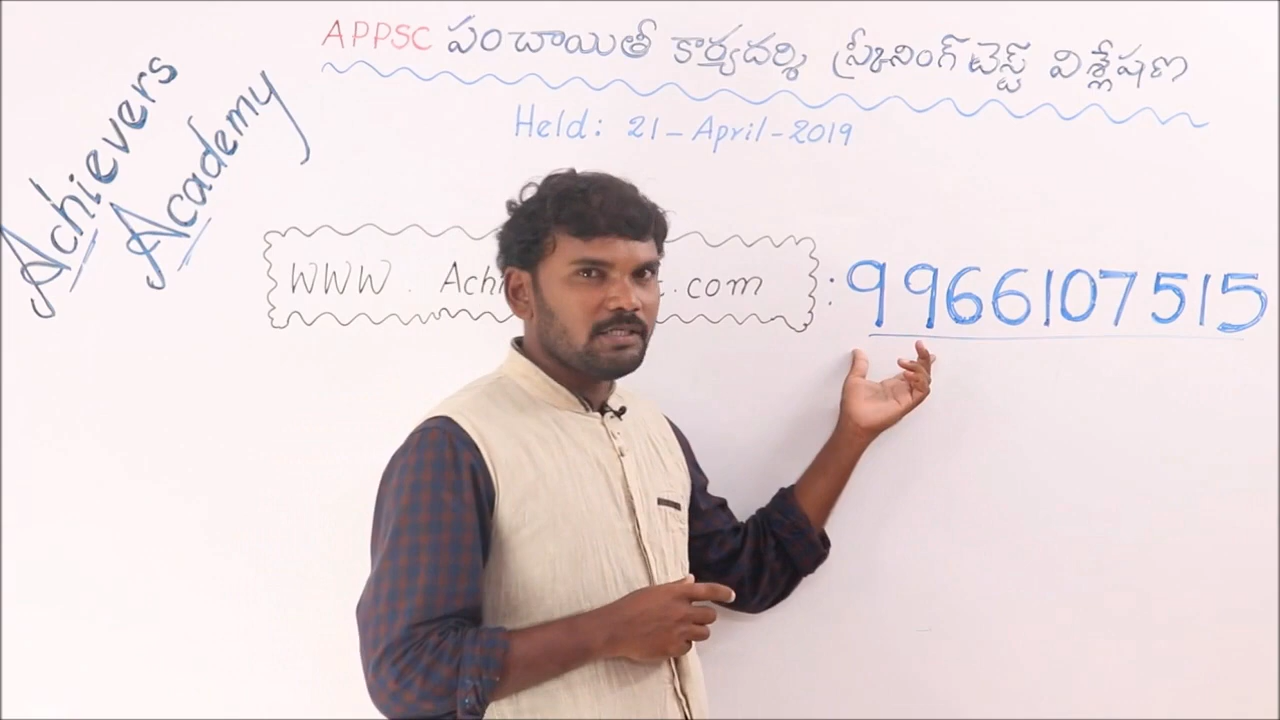 APPSC పంచాయితీ కార్యదర్శి స్క్రీనింగ్ టెస్ట్ విశ్లేషణ
Held: 21-April-2019
Achievers
Academy
WWW. .com : 9966107515